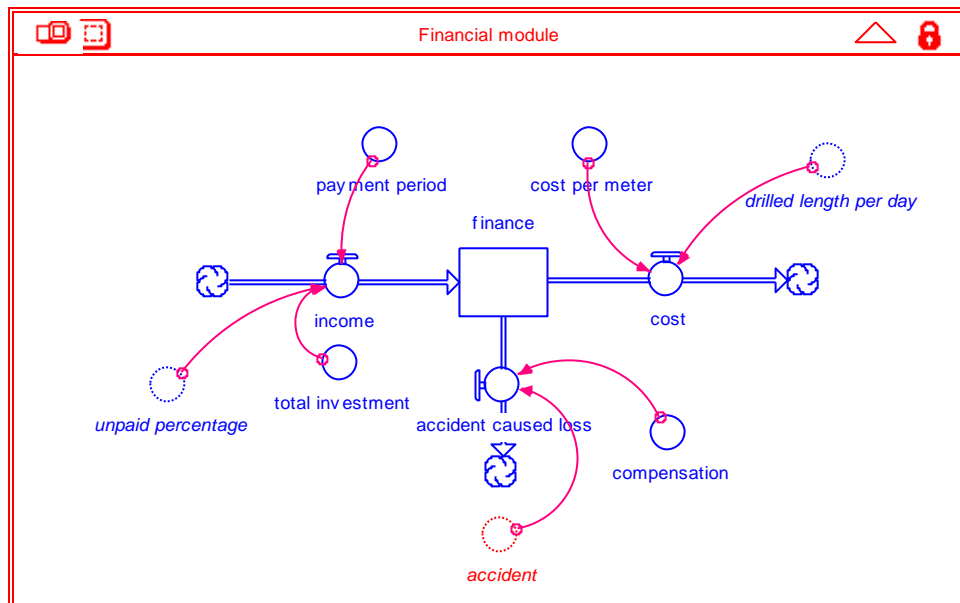 Financial module
payment period
cost per meter
drilled length per day
finance
income
cost
total investment
unpaid percentage
accident caused loss
compensation
accident